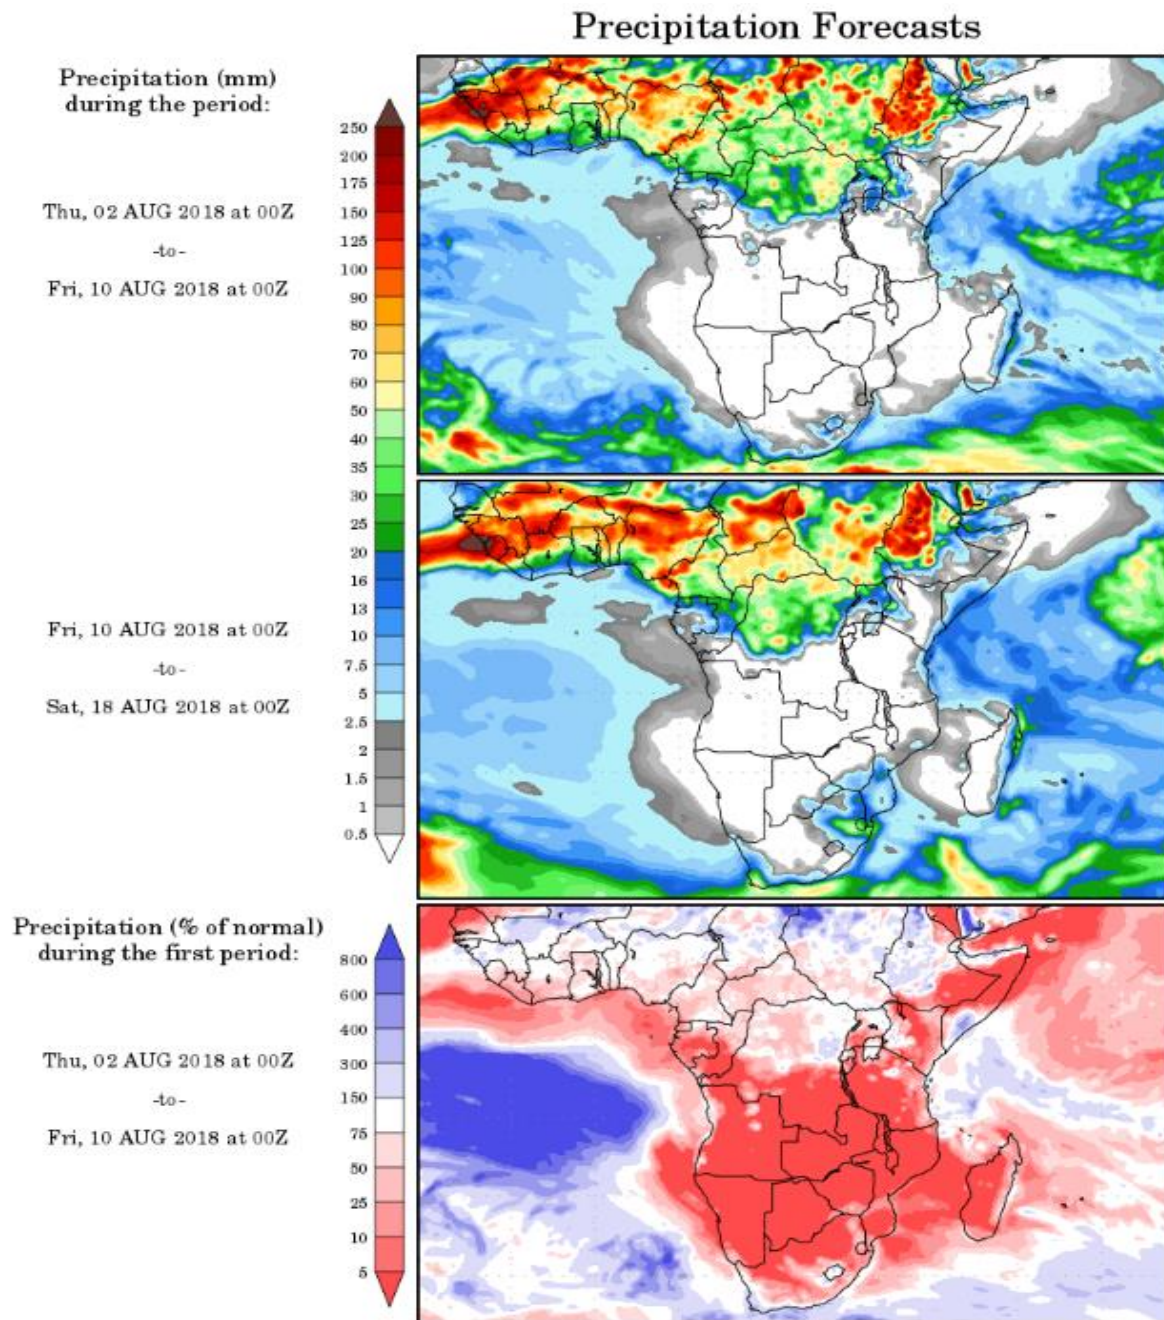 Precipitation Forecasts
Precipitation (mm)
during the period:
Thu, 02 AUG 2018 at 00Z
-to-
Fri, 10 AUG 2018 at 00Z
Fri, 10 AUG 2018 at 00Z
-to-
Sat, 18 AUG 2018 at 00Z
250
200
175
150
125
100
90
80
70
60
50
40
35
30
25
20
16
13
10
7.5
5
2.5
2
1.5
1
0.5
Precipitation (% of normal)
during the first period:
Thu, 02 AUG 2018 at 00Z
-to-
Fri, 10 AUG 2018 at 00Z
800
600
400
300
150
75
50
25
10
5